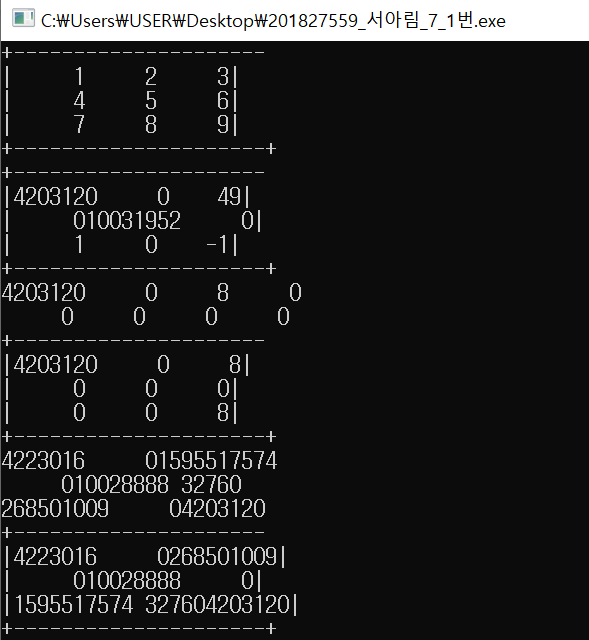 C:₩Users₩USER₩Desktop₩201827559_서아림_7_1번.exe
+---------------------
|     1     2     3|
|     4     5     6|
|     7     8     9|
+---------------------+
+---------------------
|4203120     0    49|
|     010031952     0|
|     1     0    -1|
+---------------------+
4203120     0     8     0
     0     0     0     0
+---------------------
|4203120     0     8|
|     0     0     0|
|     0     0     8|
+---------------------+
4223016     01595517574
     010028888 32760
268501009     04203120
+---------------------
|4223016     0268501009|
|     010028888     0|
|1595517574 327604203120|
+---------------------+